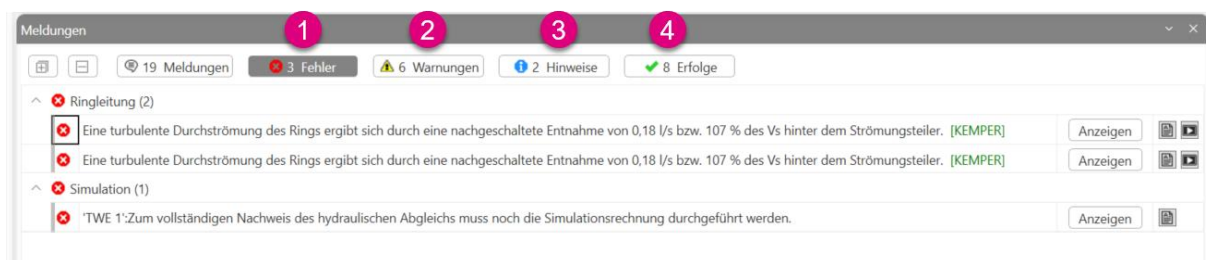 Meldungen
1 2 3 4
19 Meldungen 3 Fehler 6 Warnungen 2 Hinweise 8 Erfolge
Ringleitung (2)
Eine turbulente Durchströmung des Rings ergibt sich durch eine nachgeschaltete Entnahme von 0,18 l/s bzw. 107 % des Vs hinter dem Strömungsteiler. [KEMPER] Anzeigen
Eine turbulente Durchströmung des Rings ergibt sich durch eine nachgeschaltete Entnahme von 0,18 l/s bzw. 107 % des Vs hinter dem Strömungsteiler. [KEMPER] Anzeigen
Simulation (1)
'TWE 1':Zum vollständigen Nachweis des hydraulischen Abgleichs muss noch die Simulationsrechnung durchgeführt werden. Anzeigen